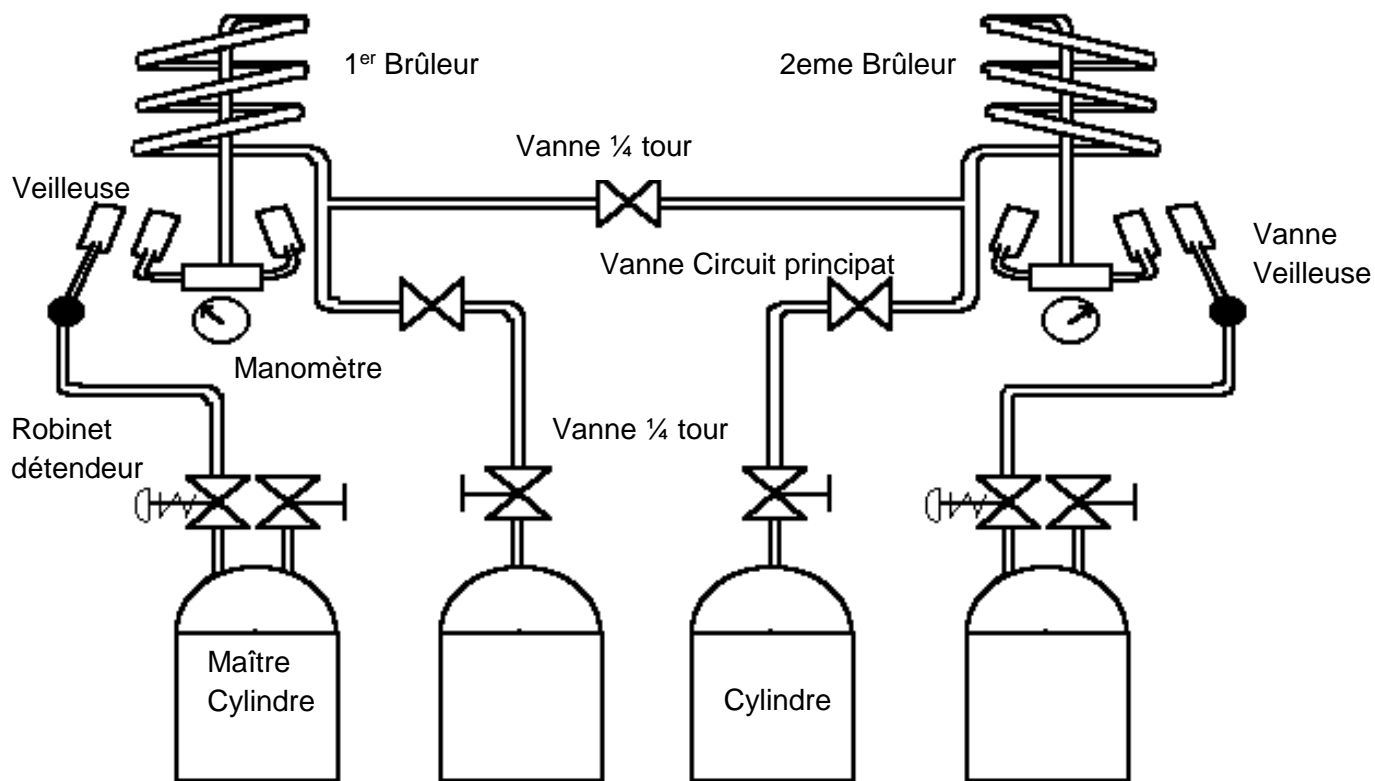 1er Brûleur
2eme Brûleur
Vanne ¼ tour
Veilleuse
Vanne Circuit principat
Vanne
Veilleuse
Manomètre
Robinet
détendeur
Vanne ¼ tour
Maître
Cylindre
Cylindre